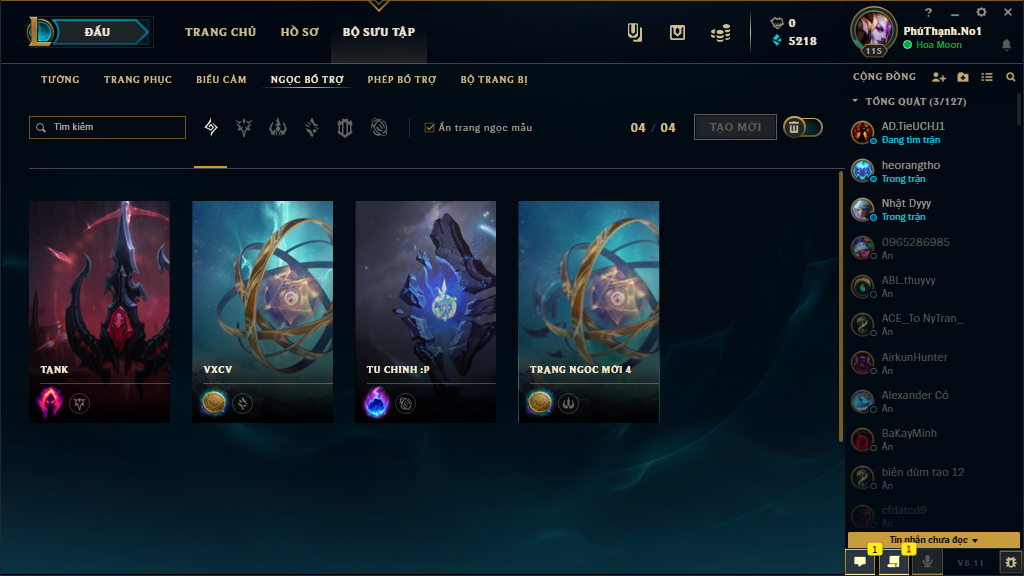 ĐẤU
TRANG CHỦ
HỒ SƠ
BỘ SƯU TẬP
0
5218
115
PhúThạnh.No1
Hoa Moon
TƯỚNG
TRANG PHỤC
BIỂU CẢM
NGỌC BỔ TRỢ
PHÉP BỔ TRỢ
BỘ TRANG BỊ
Tìm kiếm
Ẩn trang ngọc mẫu
04 / 04
TẠO MỚI
TANK
VXCV
TU CHINH :P
TRANG NGỌC MỚI 4
CỘNG ĐỒNG
TỔNG QUÁT (3/127)
AD.TieUCHJ1
Đang tìm trận
heorangtho
Trong trận
Nhật Dyyy
Trong trận
0965286985
Ẩn
ABL.thuyvy
Ẩn
ACE_To NyTran_
Ẩn
AirkunHunter
Ẩn
Alexander Cỏ
Ẩn
BaKayMinh
Ẩn
biển dùm tao 12
Ẩn
cfdatcd9
Ẩn
Tin nhắn chưa đọc
1
1
V8.11